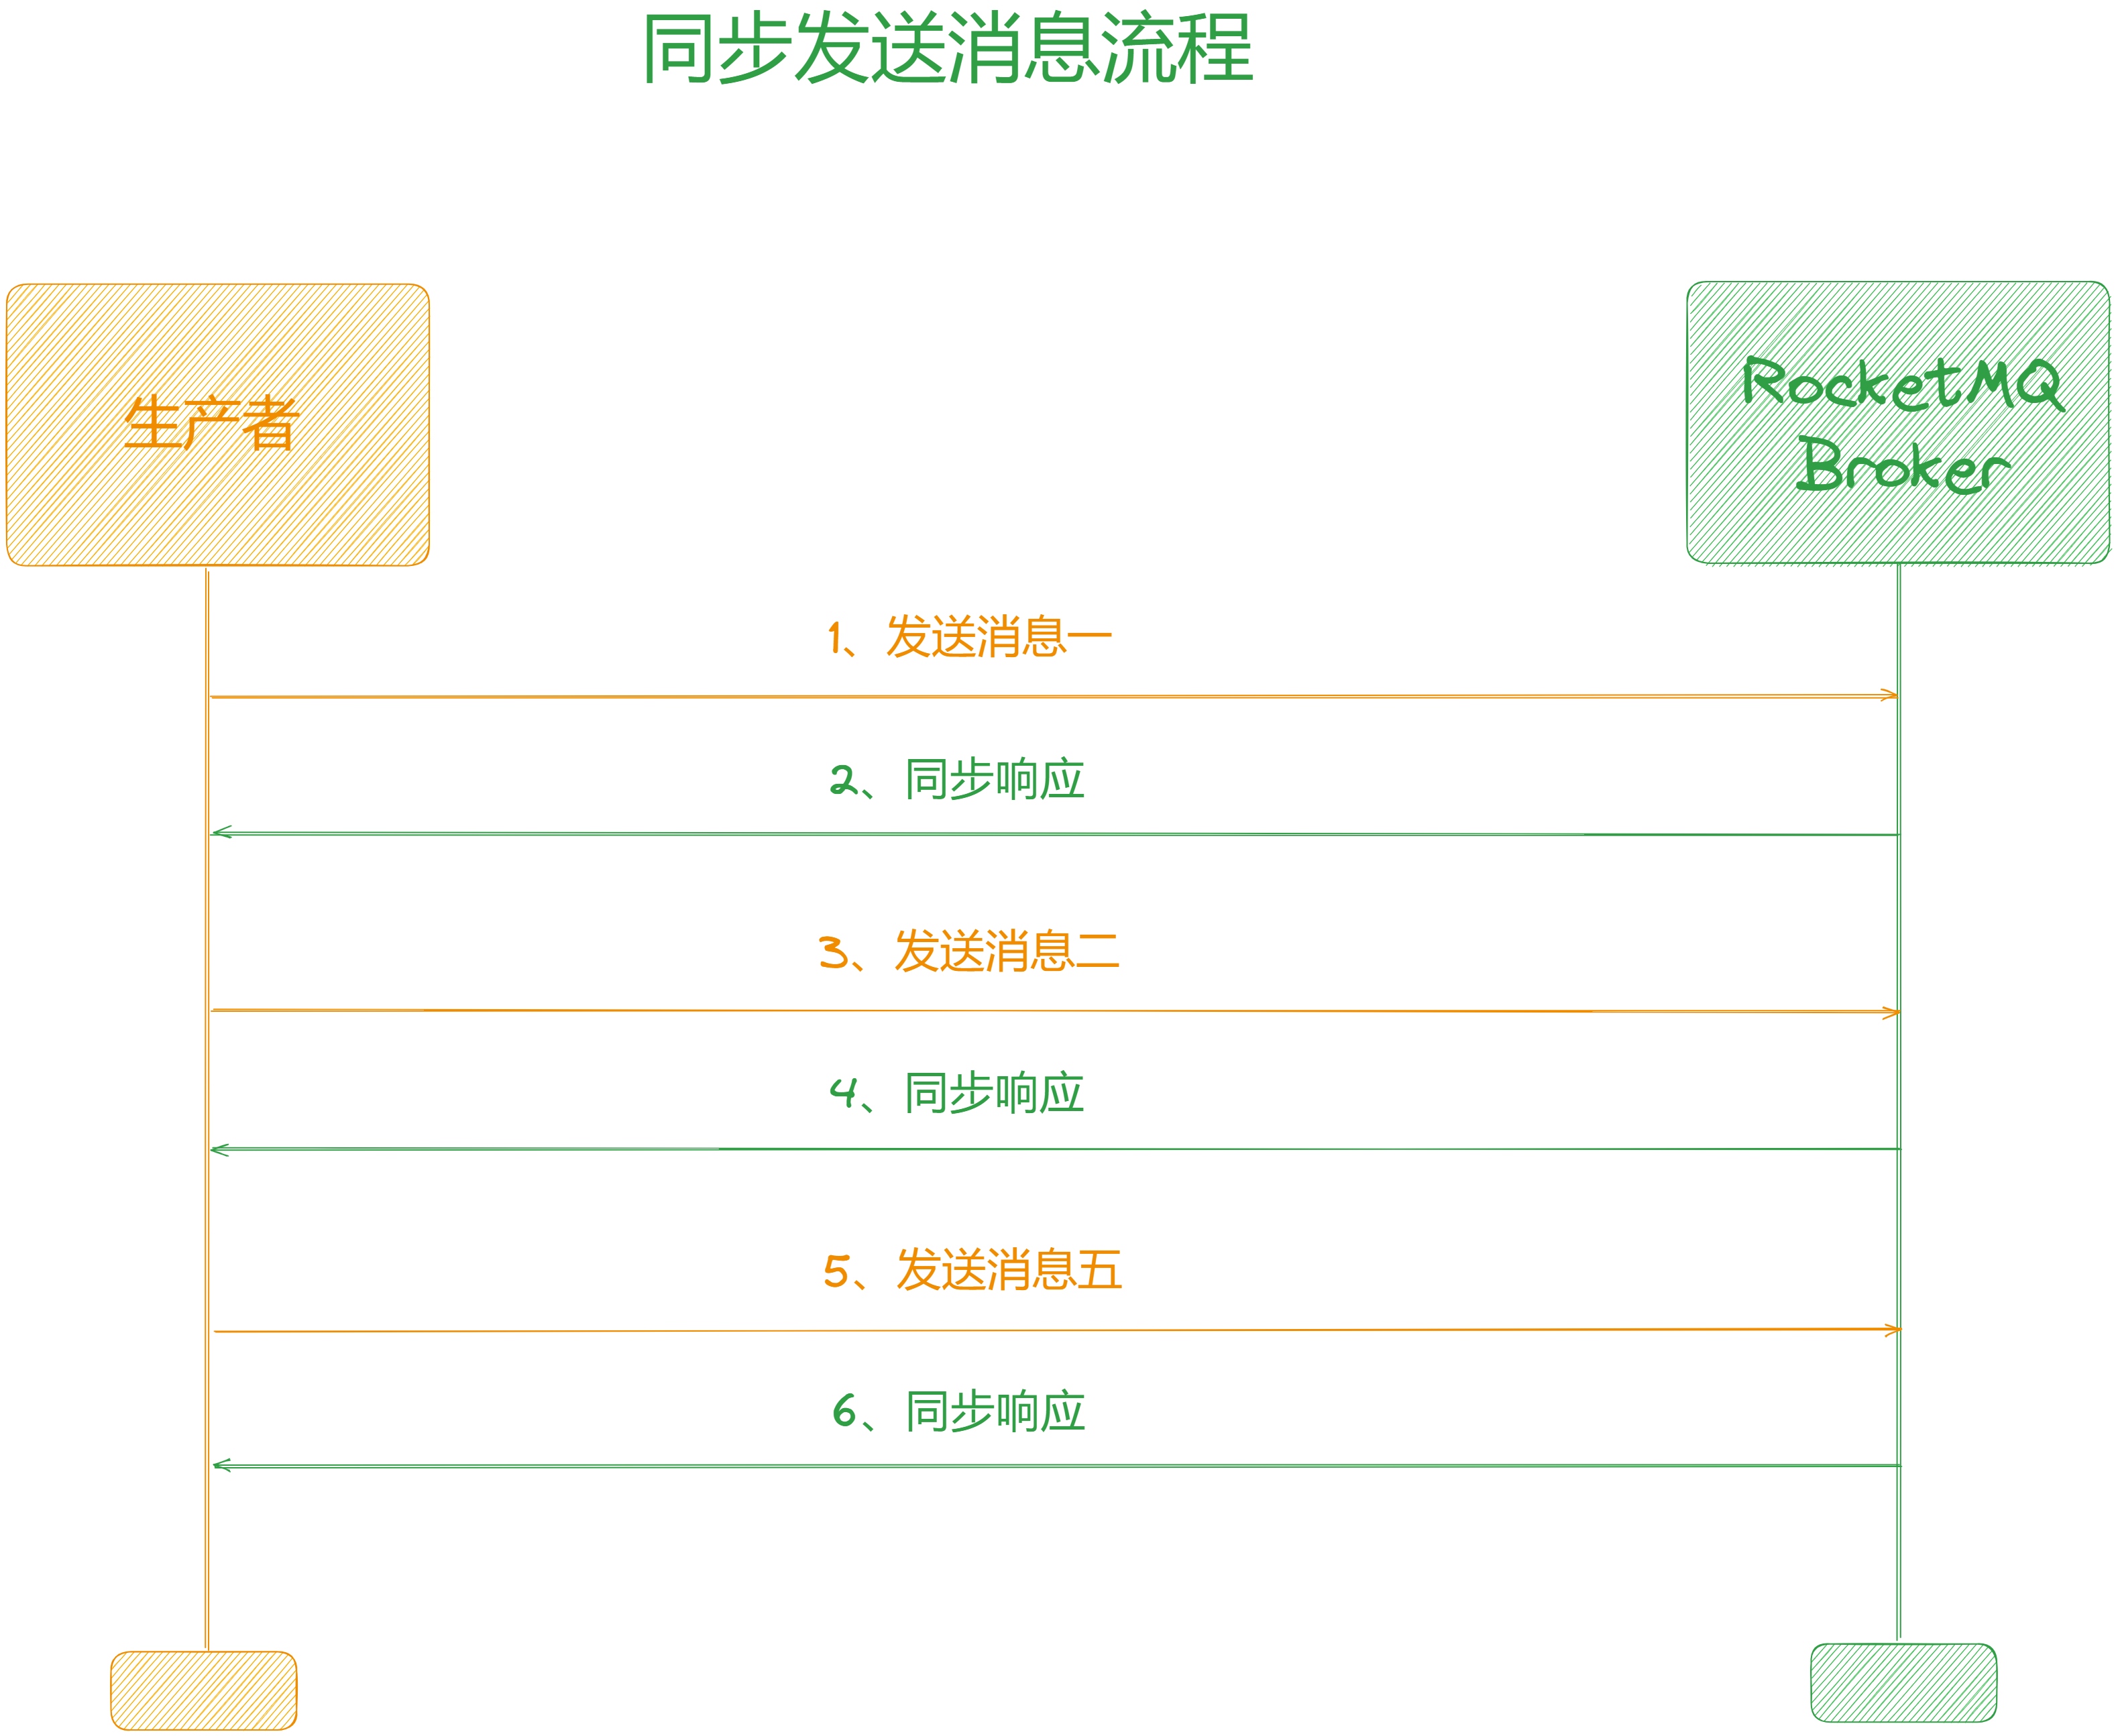 同步发送消息流程
生产者
RocketMQ
Broker
1、发送消息一
2、同步响应
3、发送消息二
4、同步响应
5、发送消息五
6、同步响应